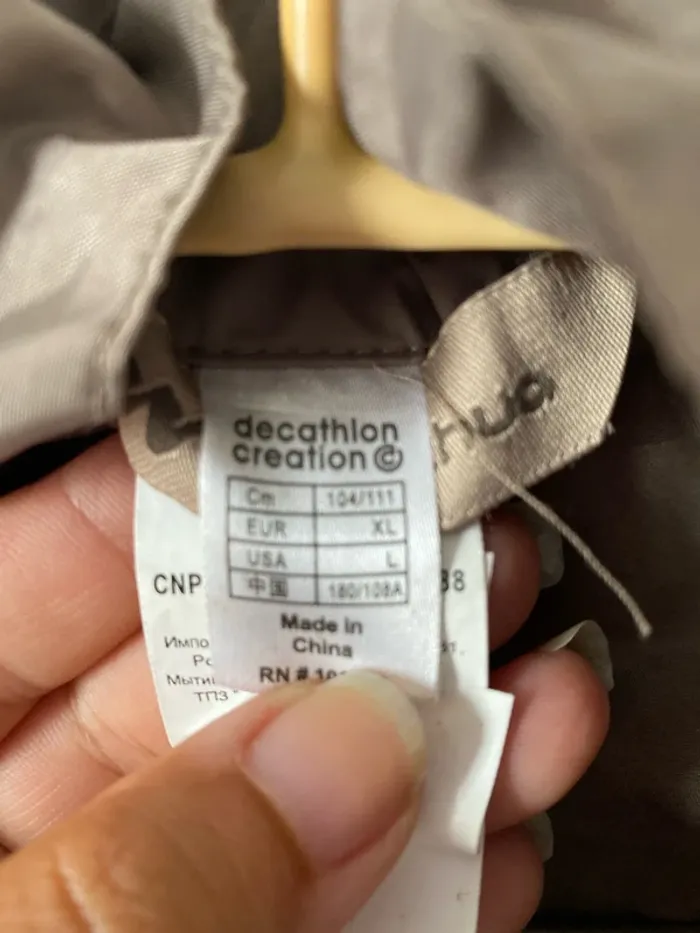 decathlon
creation ©
Cm 104/111
EUR XL
USA L
中国 180/108A
Made in
China
RN #
CNP
38
Импо
Мыти
ТПЗ